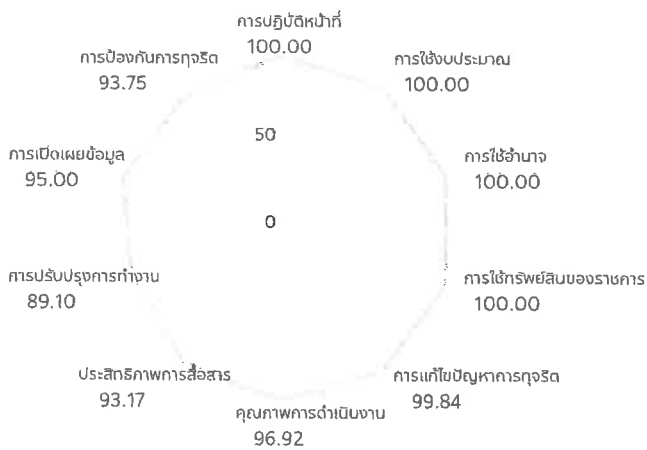 การปฏิบัติหน้าที่
100.00
การป้องกันการทุจริต
93.75
การใช้งบประมาณ
100.00
50
การเปิดเผยข้อมูล
95.00
การใช้อำนาจ
100.00
0
การปรับปรุงการทำงาน
89.10
การใช้ทรัพย์สินของราชการ
100.00
ประสิทธิภาพการสื่อสาร
93.17
การแก้ไขปัญหาการทุจริต
99.84
คุณภาพการดำเนินงาน
96.92